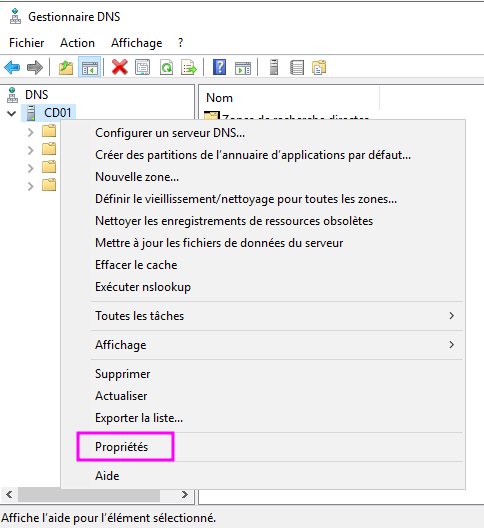 Gestionnaire DNS
Fichier Action Affichage ?
DNS
CD01
Nom
Zones de recherche directes
Configurer un serveur DNS...
Créer des partitions de l'annuaire d'applications par défaut...
Nouvelle zone...
Définir le vieillissement/nettoyage pour toutes les zones...
Nettoyer les enregistrements de ressources obsolètes
Mettre à jour les fichiers de données du serveur
Effacer le cache
Exécuter nslookup
Toutes les tâches
Affichage
Supprimer
Actualiser
Exporter la liste...
Propriétés
Aide
Affiche l'aide pour l'élément sélectionné.